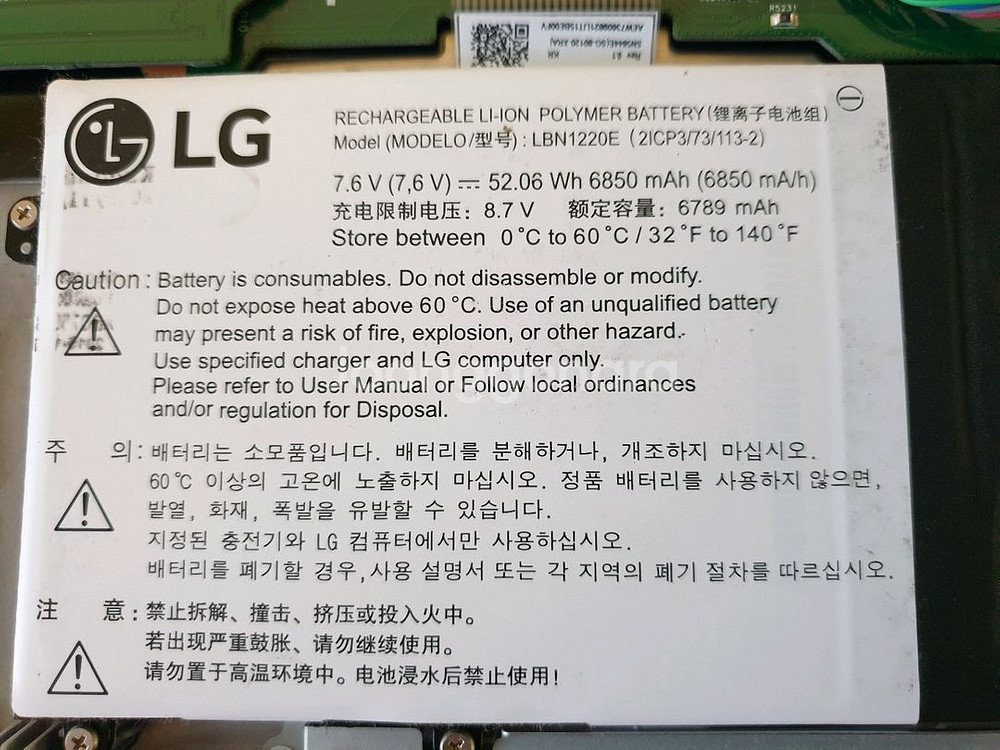 R5231
LG
RECHARGEABLE LI-ION POLYMER BATTERY(锂离子电池组)
Model (MODELO/型号) : LBN1220E (2ICP3/73/113-2)
7.6 V (7,6 V) ⎓ 52.06 Wh 6850 mAh (6850 mA/h)
充电限制电压: 8.7 V 额定容量: 6789 mAh
Store between 0°C to 60°C / 32°F to 140°F
Caution : Battery is consumables. Do not disassemble or modify.
Do not expose heat above 60°C. Use of an unqualified battery
may present a risk of fire, explosion, or other hazard.
Use specified charger and LG computer only.
Please refer to User Manual or Follow local ordinances
and/or regulation for Disposal.
주 의: 배터리는 소모품입니다. 배터리를 분해하거나, 개조하지 마십시오.
60℃ 이상의 고온에 노출하지 마십시오. 정품 배터리를 사용하지 않으면,
발열, 화재, 폭발을 유발할 수 있습니다.
지정된 충전기와 LG 컴퓨터에서만 사용하십시오.
배터리를 폐기할 경우,사용 설명서 또는 각 지역의 폐기 절차를 따르십시오.
注 意: 禁止拆解、撞击、挤压或投入火中。
若出现严重鼓胀、请勿继续使用。
请勿置于高温环境中。电池浸水后禁止使用!